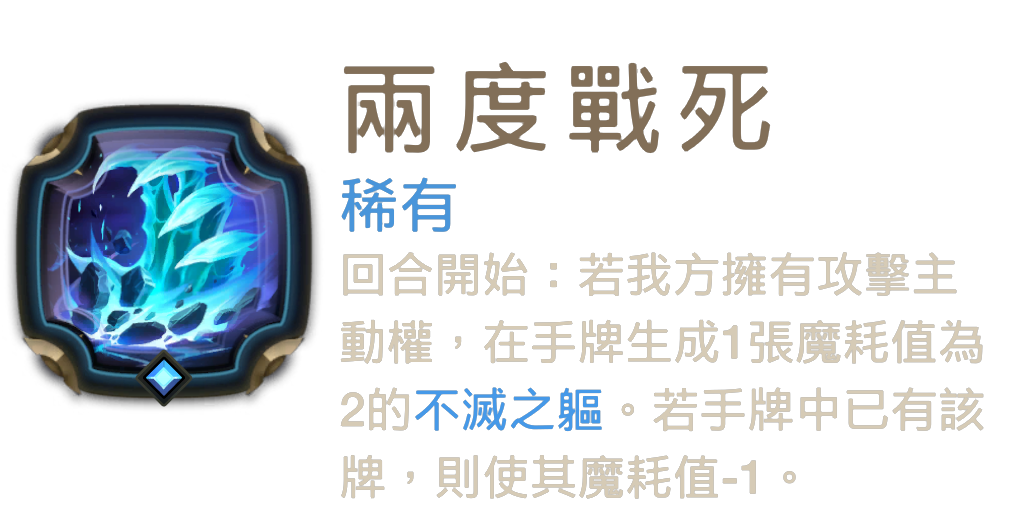 兩度戰死
稀有
回合開始：若我方擁有攻擊主
動權，在手牌生成1張魔耗值為
2的不滅之軀。若手牌中已有該
牌，則使其魔耗值-1。